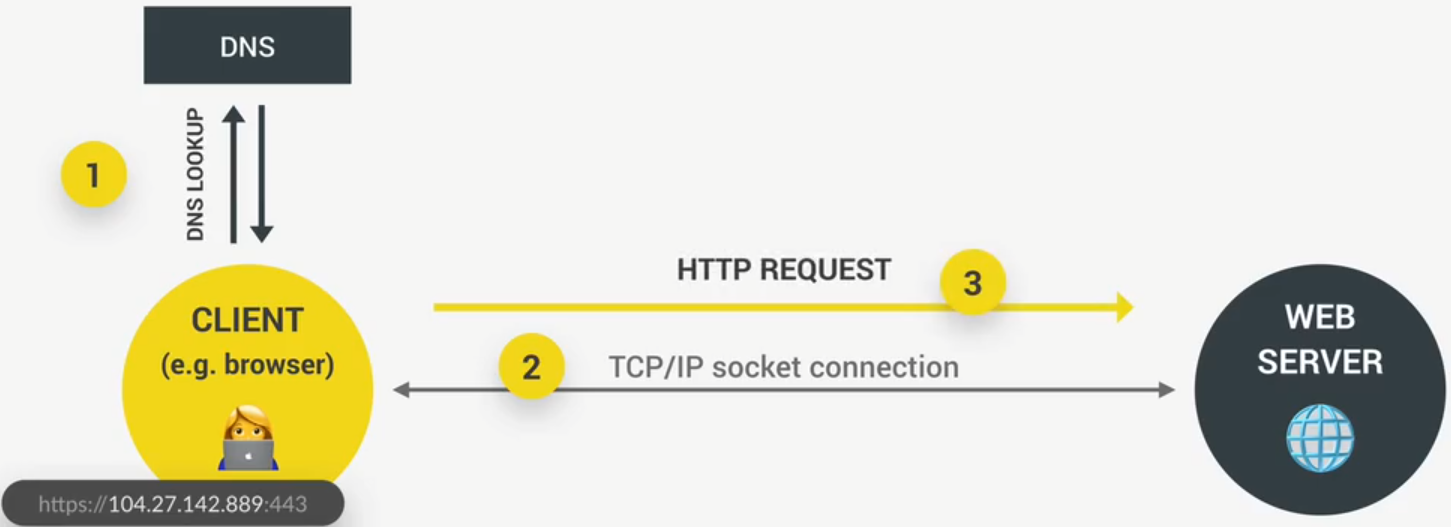 DNS
1
DNS LOOKUP
CLIENT
(e.g. browser)
HTTP REQUEST
3
2
TCP/IP socket connection
WEB
SERVER
https://104.27.142.889:443